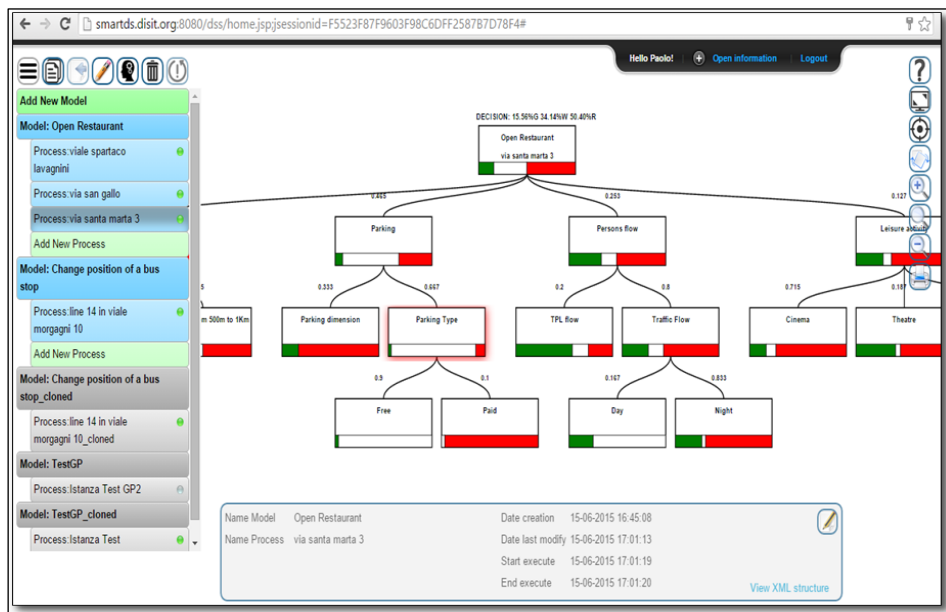 smartds.disit.org:8080/dss/home.jsp;jsessionid=F5523F87F9603F98C6DFF2587B7D78F4#
Hello Paolo!
Open information
Logout
Add New Model
Model: Open Restaurant
Process:viale spartaco
lavagnini
Process:via san gallo
Process:via santa marta 3
Add New Process
Model: Change position of a bus
stop
Process:line 14 in viale
morgagni 10
Add New Process
Model: Change position of a bus
stop_cloned
Process:line 14 in viale
morgagni 10_cloned
Model: TestGP
Process:Istanza Test GP2
Model: TestGP_cloned
Process:Istanza Test
DECISION: 15.56%G 34.14%W 50.40%R
Open Restaurant
via santa marta 3
0.465
0.253
0.127
Parking
Persons flow
Leisure activity
5
0.333
0.667
0.2
0.8
0.715
0.187
m 500m to 1Km
Parking dimension
Parking Type
TPL flow
Traffic Flow
Cinema
Theatre
0.9
0.1
0.167
0.833
Free
Paid
Day
Night
Name Model Open Restaurant
Name Process via santa marta 3
Date creation 15-06-2015 16:45:08
Date last modify 15-06-2015 17:01:13
Start execute 15-06-2015 17:01:19
End execute 15-06-2015 17:01:20
View XML structure